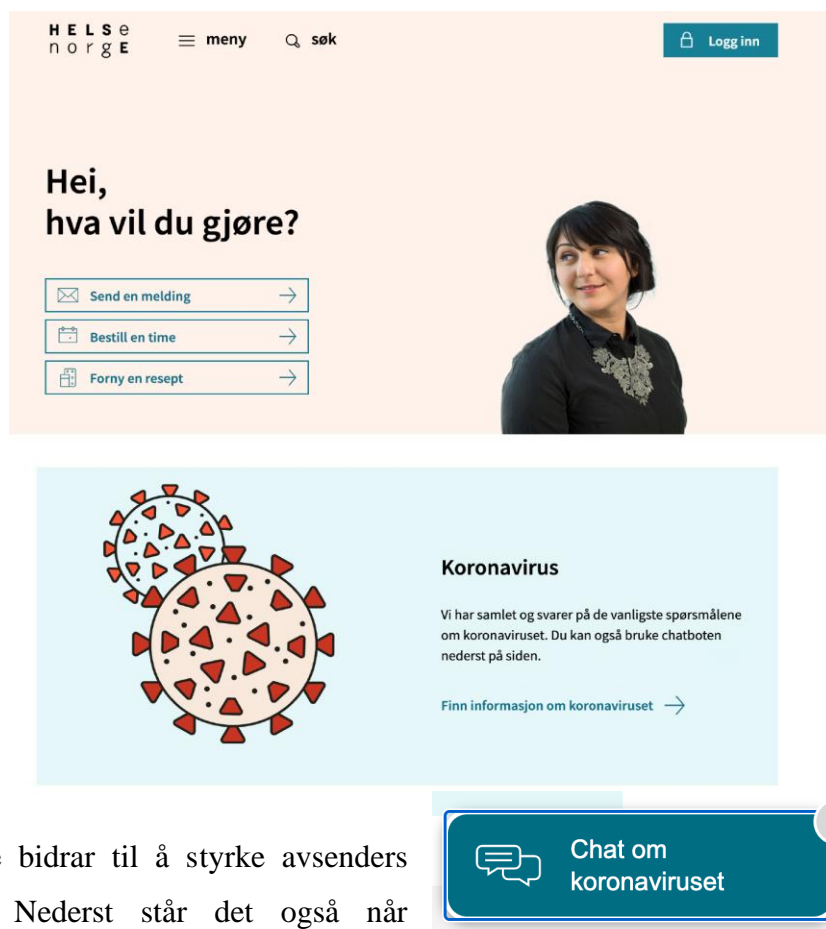 HELSe
norgE
meny
søk
Logg inn
Hei,
hva vil du gjøre?
Send en melding
Bestill en time
Forny en resept
Koronavirus
Vi har samlet og svarer på de vanligste spørsmålene
om koronaviruset. Du kan også bruke chatboten
nederst på siden.
Finn informasjon om koronaviruset
bidrar til å styrke avsenders
Nederst står det også når
Chat om
koronaviruset